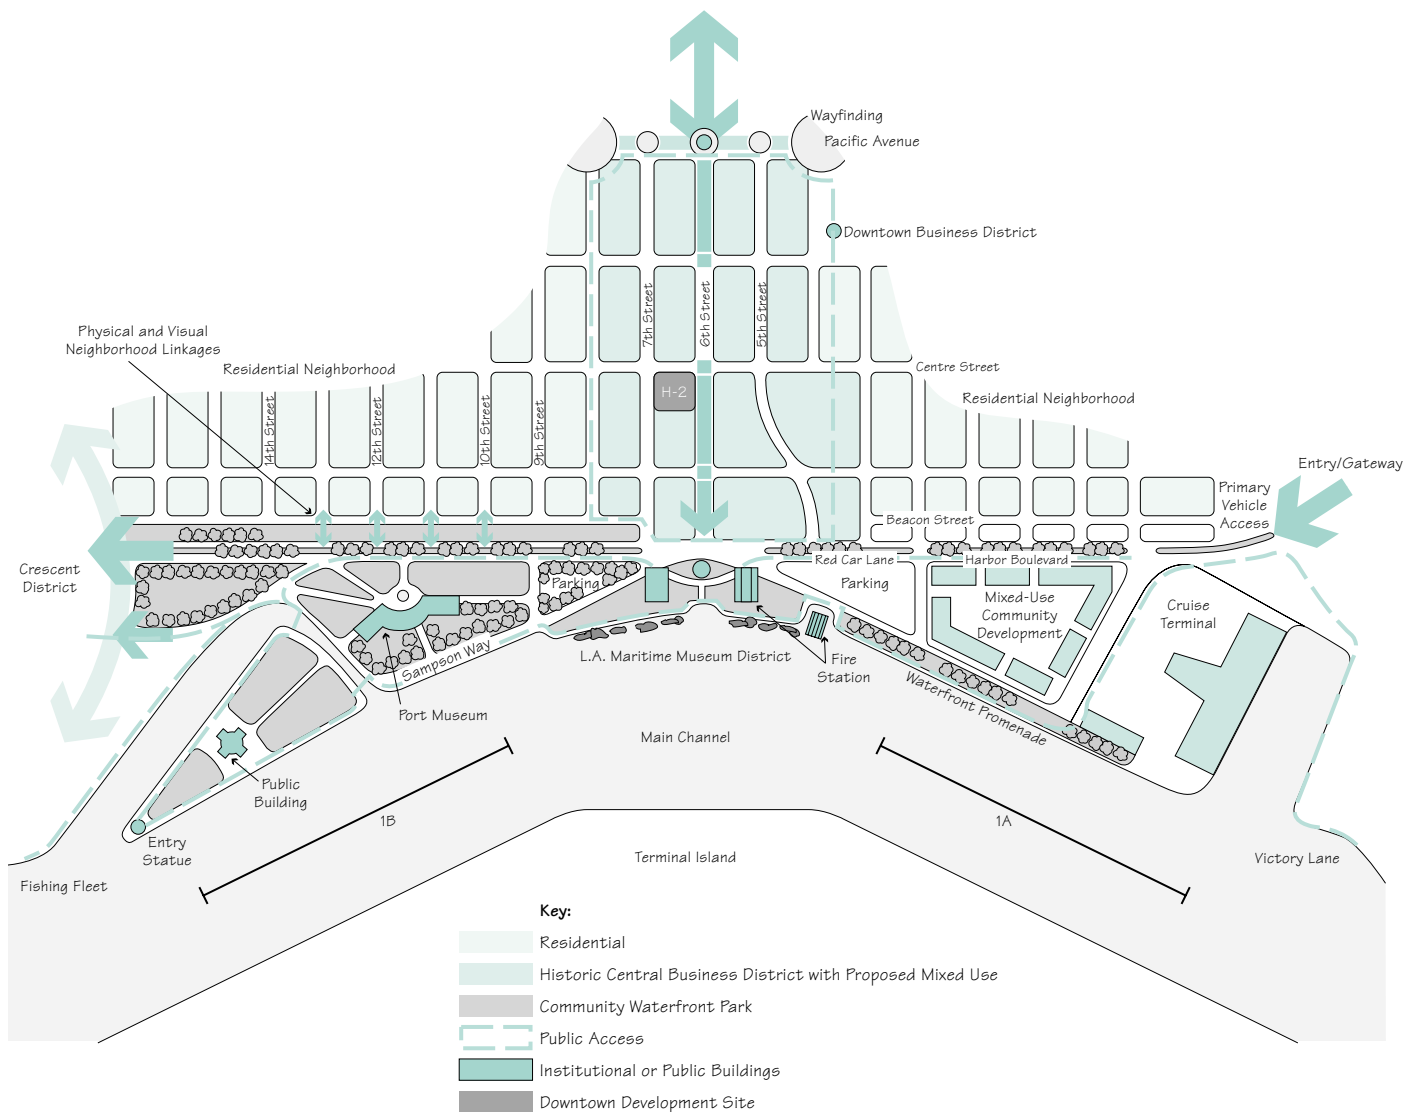 Wayfinding
Pacific Avenue
Downtown Business District
7th Street
6th Street
5th Street
Physical and Visual
Neighborhood Linkages
Residential Neighborhood
Centre Street
H-2
Residential Neighborhood
14th Street
12th Street
10th Street
9th Street
Entry/Gateway
Primary
Vehicle
Access
Beacon Street
Red Car Lane
Harbor Boulevard
Crescent
District
Parking
Parking
Mixed-Use
Community
Development
Cruise
Terminal
Sampson Way
L.A. Maritime Museum District
Fire
Station
Waterfront Promenade
Port Museum
Main Channel
Public
Building
1B
1A
Entry
Statue
Terminal Island
Victory Lane
Fishing Fleet
Key:
Residential
Historic Central Business District with Proposed Mixed Use
Community Waterfront Park
Public Access
Institutional or Public Buildings
Downtown Development Site